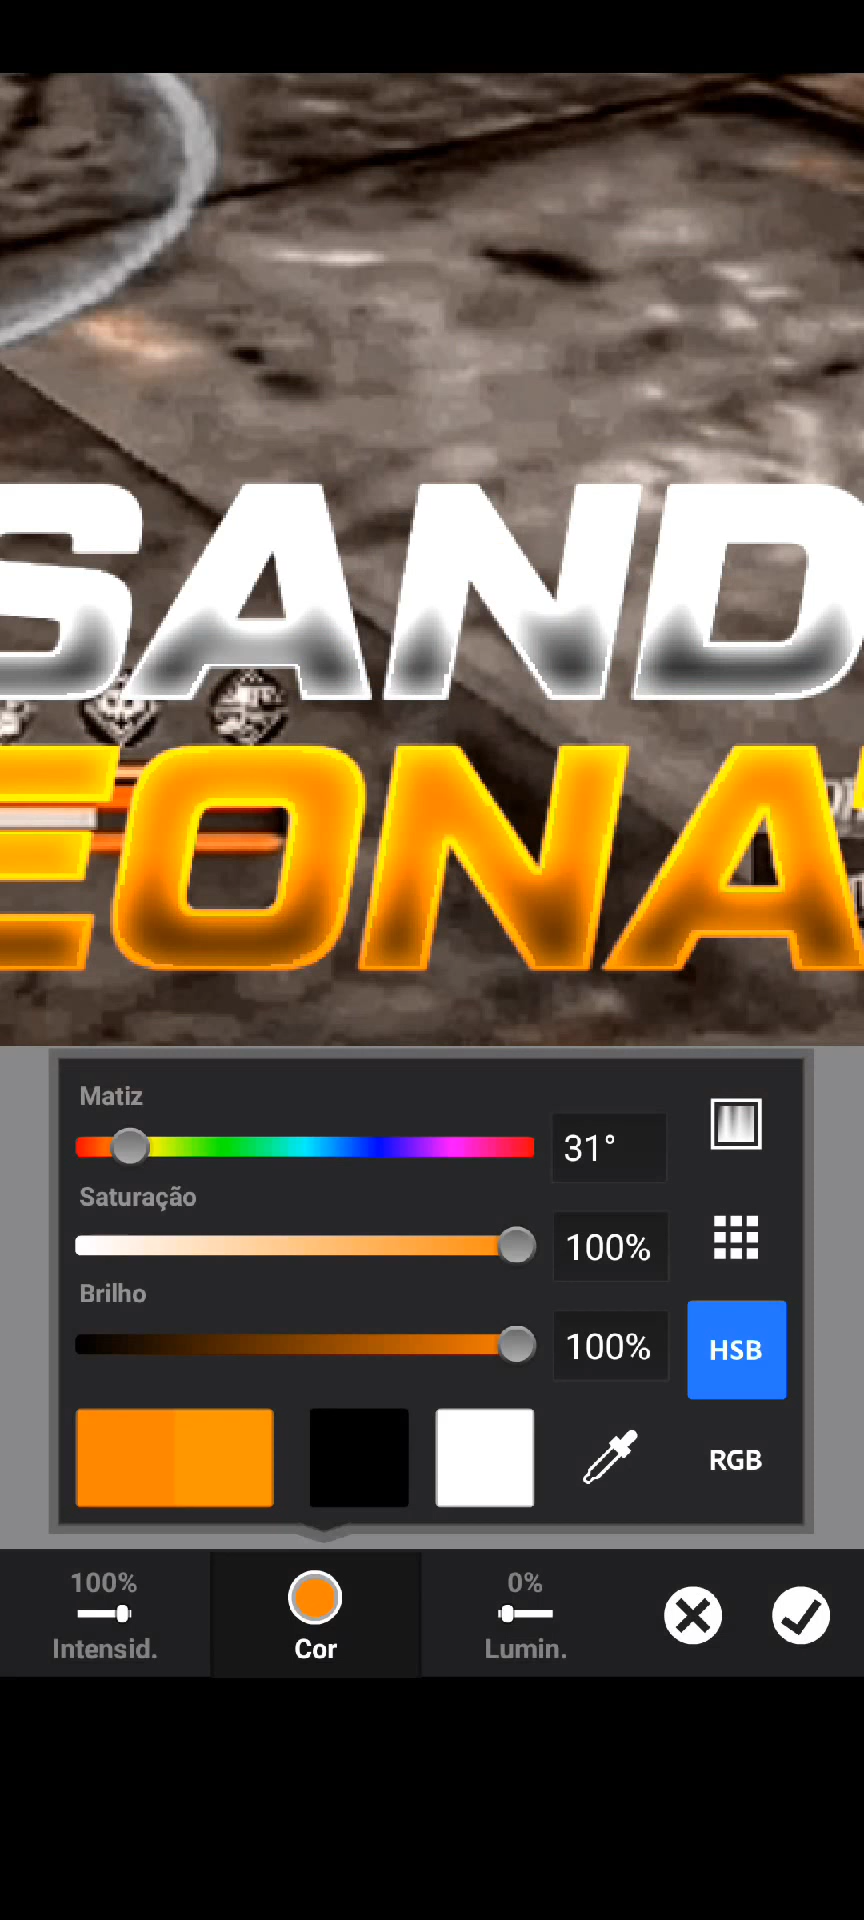 SAND
EONA
Matiz
31°
Saturação
100%
Brilho
100%
HSB
RGB
100%
0%
Intensid.
Cor
Lumin.